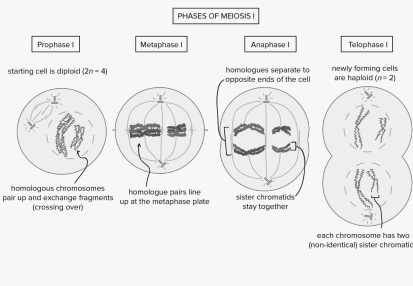 PHASES OF MEIOSIS I
Prophase I
Metaphase I
Anaphase I
Telophase I
starting cell is diploid (2n = 4)
homologues separate to
opposite ends of the cell
newly forming cells
are haploid (n = 2)
homologous chromosomes
pair up and exchange fragments
(crossing over)
homologue pairs line
up at the metaphase plate
sister chromatids
stay together
each chromosome has two
(non-identical) sister chromatid